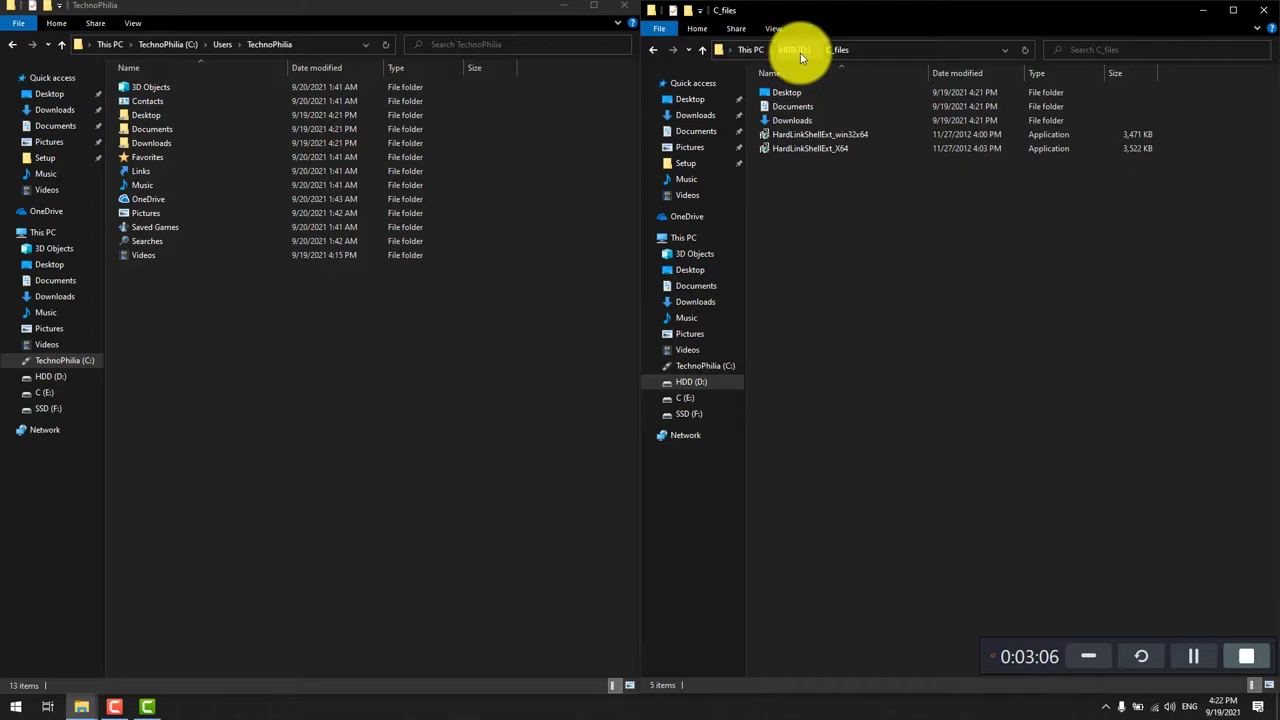 TechnoPhilia
File Home Share View
This PC TechnoPhilia (C:) Users TechnoPhilia
Search TechnoPhilia
Name Date modified Type Size
Quick access
Desktop
Downloads
Documents
Pictures
Setup
Music
Videos
OneDrive
This PC
3D Objects
Desktop
Documents
Downloads
Music
Pictures
Videos
TechnoPhilia (C:)
HDD (D:)
C (E:)
SSD (F:)
Network
3D Objects 9/20/2021 1:41 AM File folder
Contacts 9/20/2021 1:41 AM File folder
Desktop 9/19/2021 4:21 PM File folder
Documents 9/19/2021 4:21 PM File folder
Downloads 9/19/2021 4:21 PM File folder
Favorites 9/20/2021 1:41 AM File folder
Links 9/20/2021 1:41 AM File folder
Music 9/20/2021 1:41 AM File folder
OneDrive 9/20/2021 1:43 AM File folder
Pictures 9/20/2021 1:42 AM File folder
Saved Games 9/20/2021 1:41 AM File folder
Searches 9/20/2021 1:42 AM File folder
Videos 9/19/2021 4:15 PM File folder
13 items
C_files
File Home Share View
This PC HDD (D:) C_files
Search C_files
Name Date modified Type Size
Quick access
Desktop
Downloads
Documents
Pictures
Setup
Music
Videos
OneDrive
This PC
3D Objects
Desktop
Documents
Downloads
Music
Pictures
Videos
TechnoPhilia (C:)
HDD (D:)
C (E:)
SSD (F:)
Network
Desktop 9/19/2021 4:21 PM File folder
Documents 9/19/2021 4:21 PM File folder
Downloads 9/19/2021 4:21 PM File folder
HardLinkShellExt_win32x64 11/27/2012 4:00 PM Application 3,471 KB
HardLinkShellExt_X64 11/27/2012 4:03 PM Application 3,522 KB
5 items
0:03:06
ENG
4:22 PM
9/19/2021